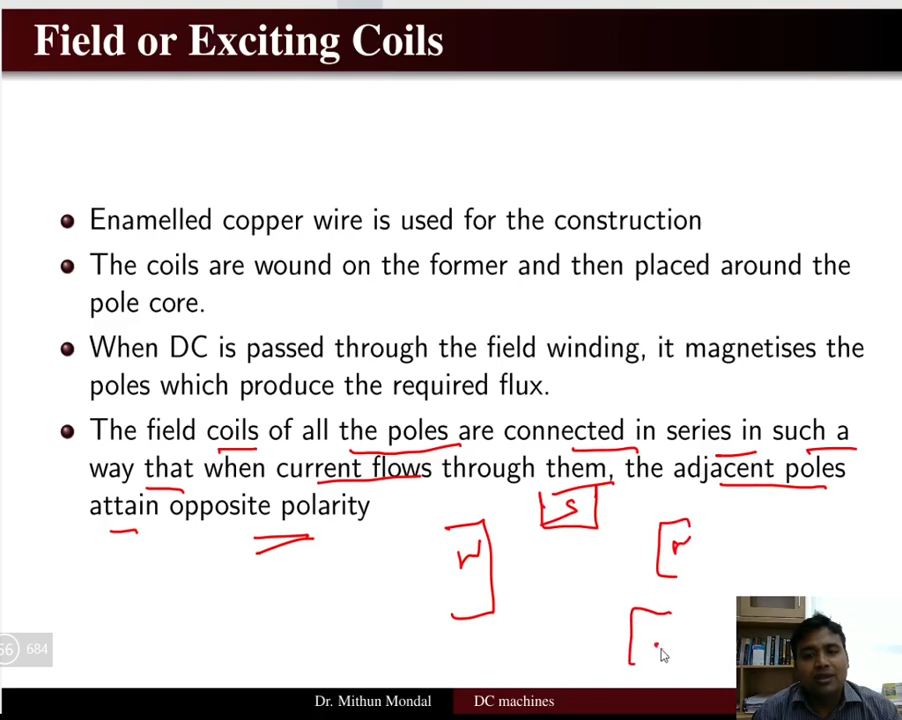 Field or Exciting Coils
Enamelled copper wire is used for the construction
The coils are wound on the former and then placed around the
pole core.
When DC is passed through the field winding, it magnetises the
poles which produce the required flux.
The field coils of all the poles are connected in series in such a
way that when current flows through them, the adjacent poles
attain opposite polarity
S
N
N
66 684
Dr. Mithun Mondal DC machines